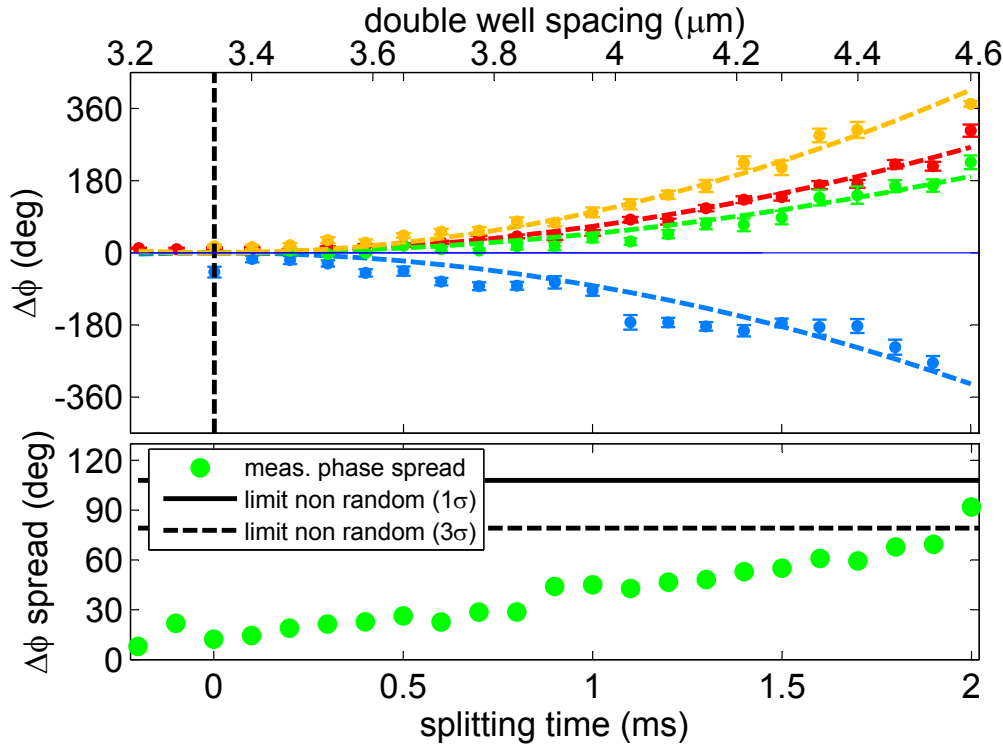 double well spacing (μm)
3.2 3.4 3.6 3.8 4 4.2 4.4 4.6
Δϕ (deg)
360
180
0
-180
-360
Δϕ spread (deg)
120
90
60
30
0
meas. phase spread
limit non random (1σ)
limit non random (3σ)
0 0.5 1 1.5 2
splitting time (ms)